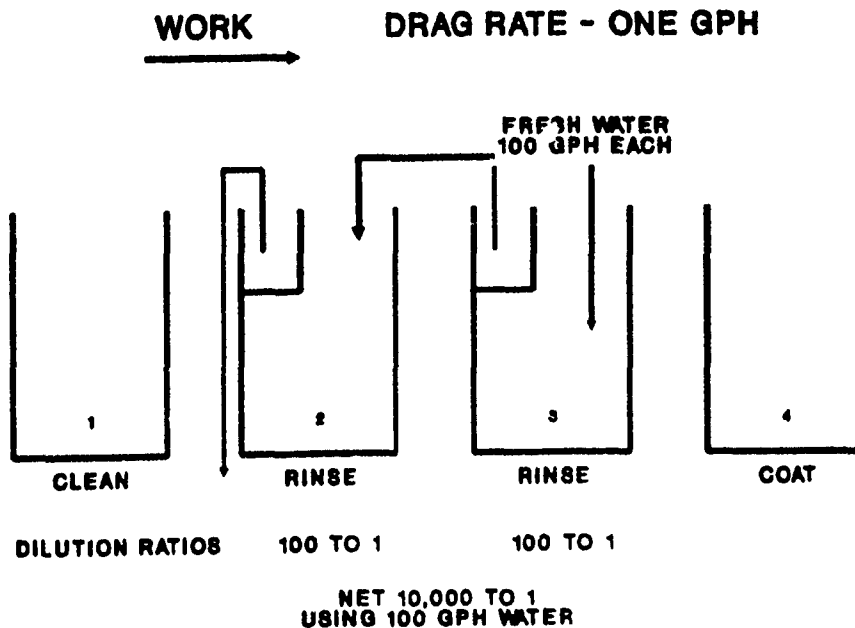 WORK
DRAG RATE - ONE GPH
FRESH WATER
100 GPH EACH
1
2
3
4
CLEAN
RINSE
RINSE
COAT
DILUTION RATIOS
100 TO 1
100 TO 1
NET 10,000 TO 1
USING 100 GPH WATER